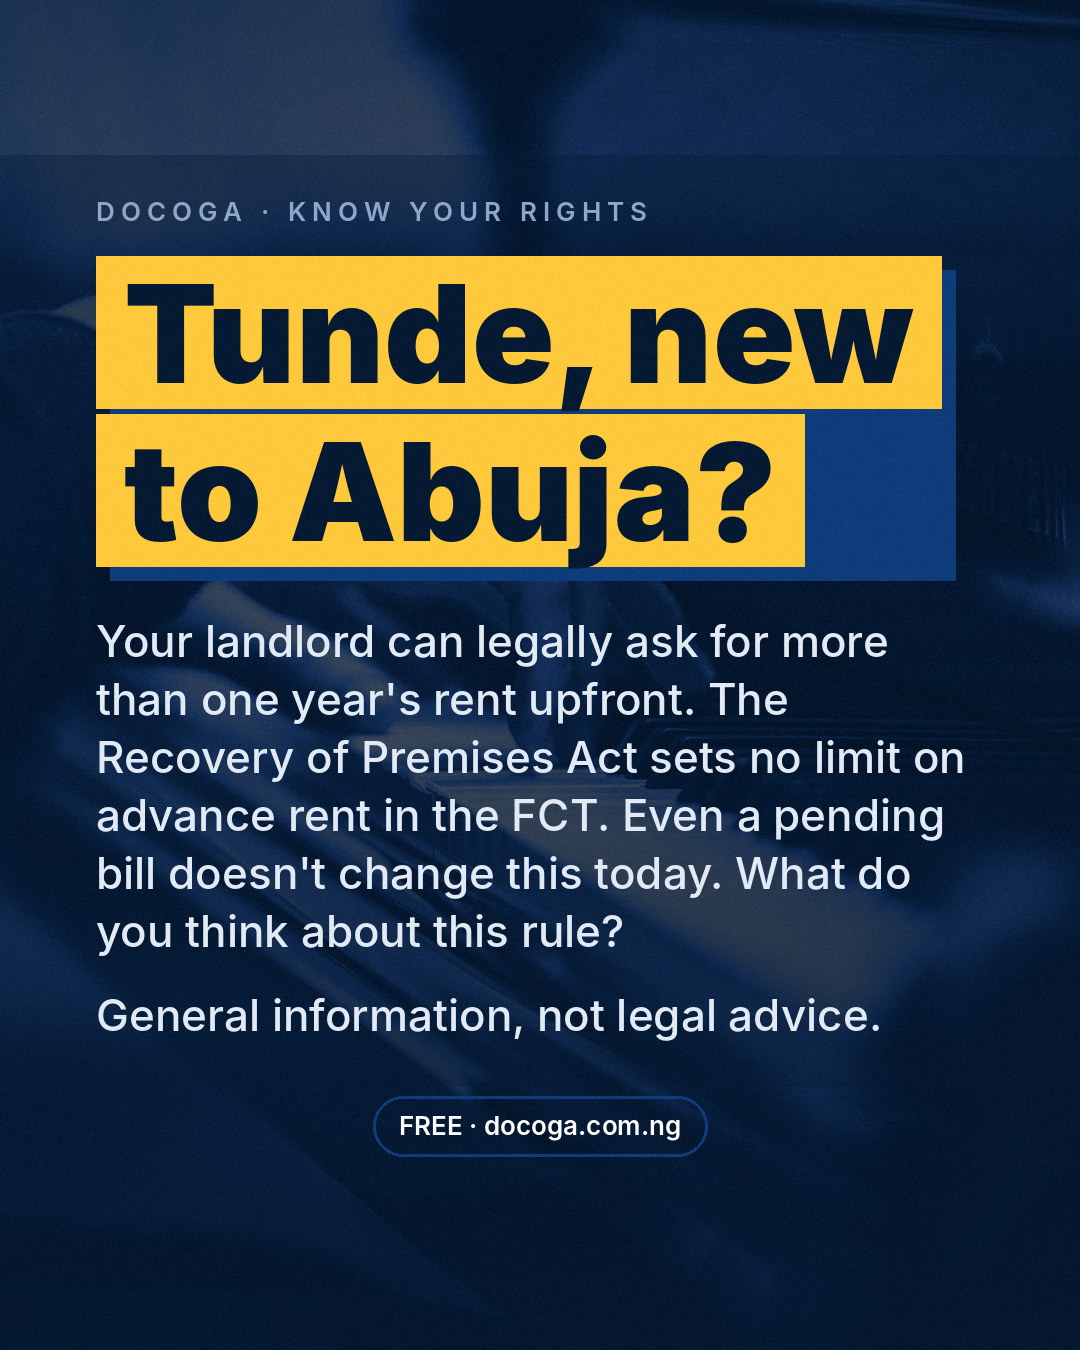 DOCOGA · KNOW YOUR RIGHTS
Tunde, new
to Abuja?
Your landlord can legally ask for more
than one year's rent upfront. The
Recovery of Premises Act sets no limit on
advance rent in the FCT. Even a pending
bill doesn't change this today. What do
you think about this rule?
General information, not legal advice.
FREE · docoga.com.ng